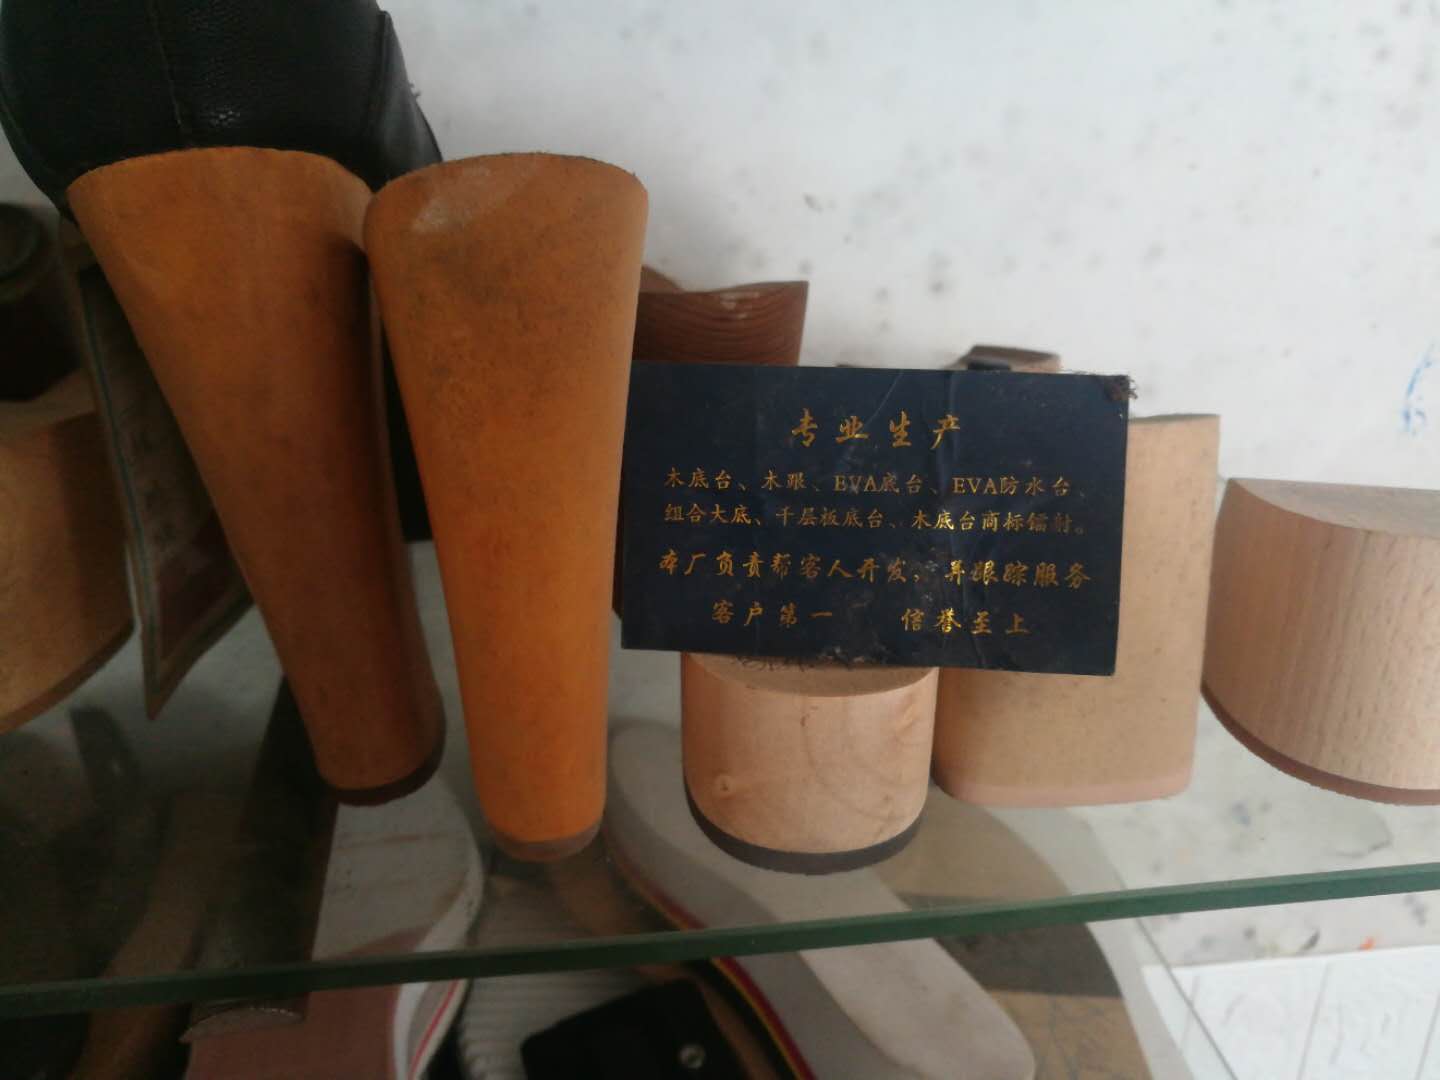 专业生产
木底台、木跟、EVA底台、EVA防水台、
组合大底、千层板底台、木底台商标镭射。
本厂负责帮客人开发，并跟踪服务
客户第一 信誉至上